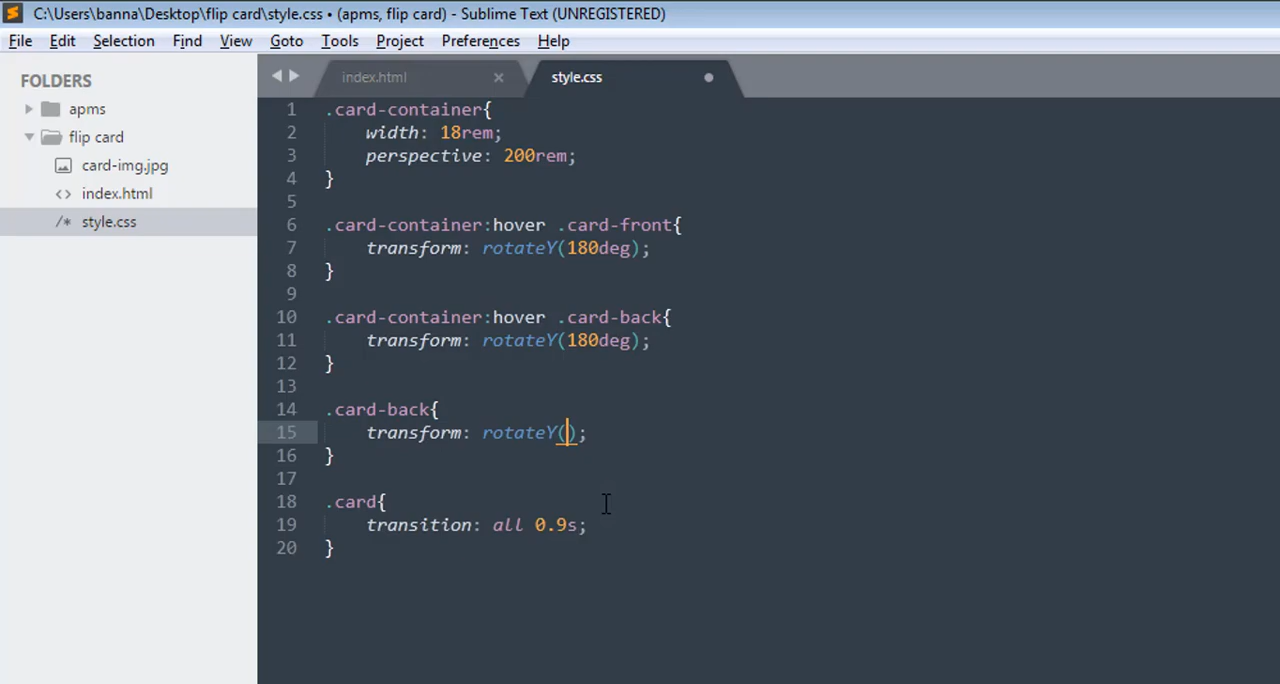 C:\Users\banna\Desktop\flip card\style.css • (apms, flip card) - Sublime Text (UNREGISTERED)
File Edit Selection Find View Goto Tools Project Preferences Help
FOLDERS
apms
flip card
card-img.jpg
<> index.html
/* style.css
index.html
style.css
1 .card-container{
2 width: 18rem;
3 perspective: 200rem;
4 }
5
6 .card-container:hover .card-front{
7 transform: rotateY(180deg);
8 }
9
10 .card-container:hover .card-back{
11 transform: rotateY(180deg);
12 }
13
14 .card-back{
15 transform: rotateY();
16 }
17
18 .card{
19 transition: all 0.9s;
20 }